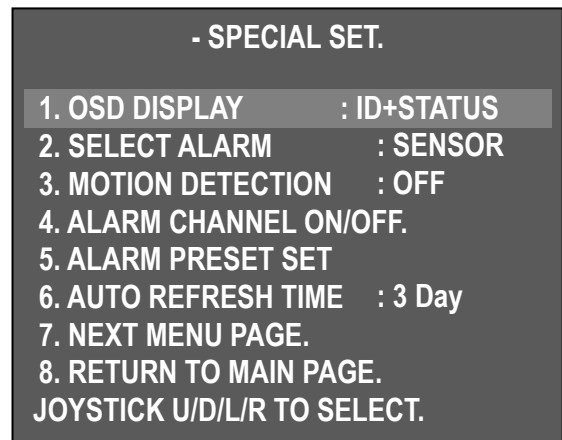 - SPECIAL SET.
1. OSD DISPLAY : ID+STATUS
2. SELECT ALARM : SENSOR
3. MOTION DETECTION : OFF
4. ALARM CHANNEL ON/OFF.
5. ALARM PRESET SET
6. AUTO REFRESH TIME : 3 Day
7. NEXT MENU PAGE.
8. RETURN TO MAIN PAGE.
JOYSTICK U/D/L/R TO SELECT.